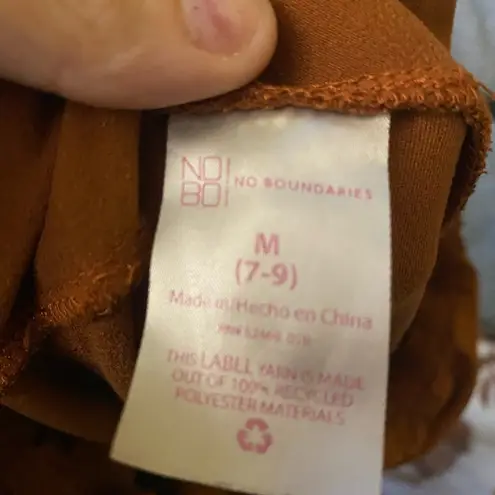 NO!
BO!
NO BOUNDARIES
M
(7-9)
Made in/Hecho en China
THIS LABEL YARN IS MADE
OUT OF 100% RECYCLED
POLYESTER MATERIALS